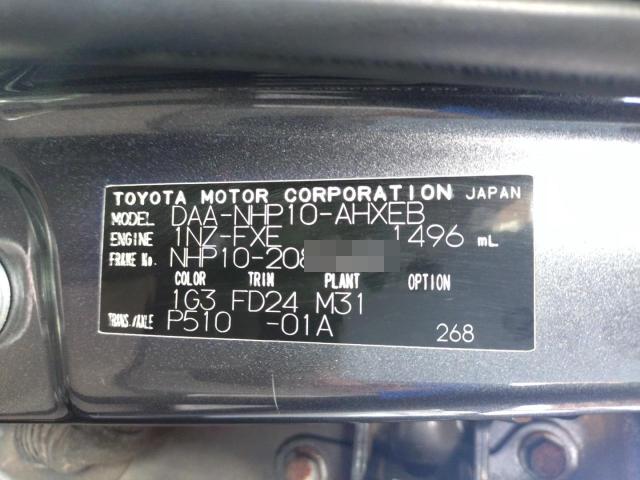 TOYOTA MOTOR CORPORATION JAPAN
MODEL DAA-NHP10-AHXEB
ENGINE 1NZ-FXE 1496 mL
FRAME No. NHP10-208
COLOR TRIM PLANT OPTION
1G3 FD24 M31
TRANS./AXLE P510 -01A 268